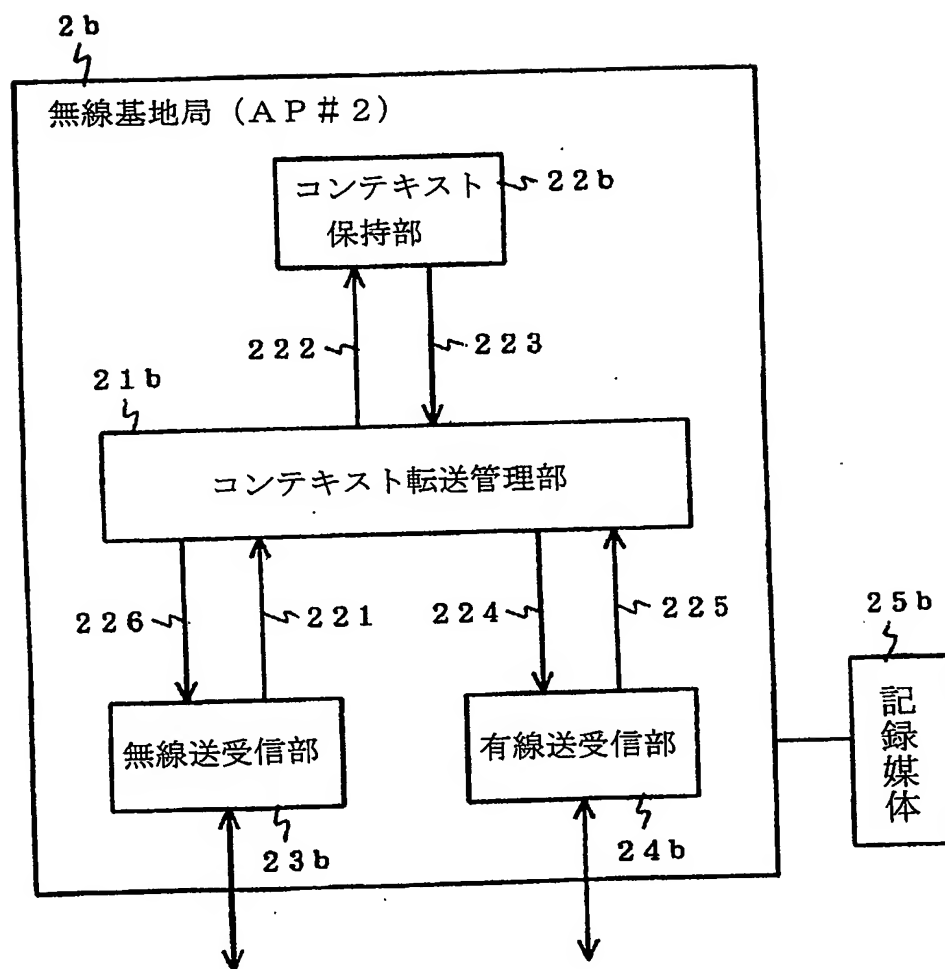 2b
無線基地局(AP#2)
コンテキスト
保持部
22b
222
223
21b
コンテキスト転送管理部
226
221
224
225
25b
無線送受信部
有線送受信部
記録媒体
23b
24b